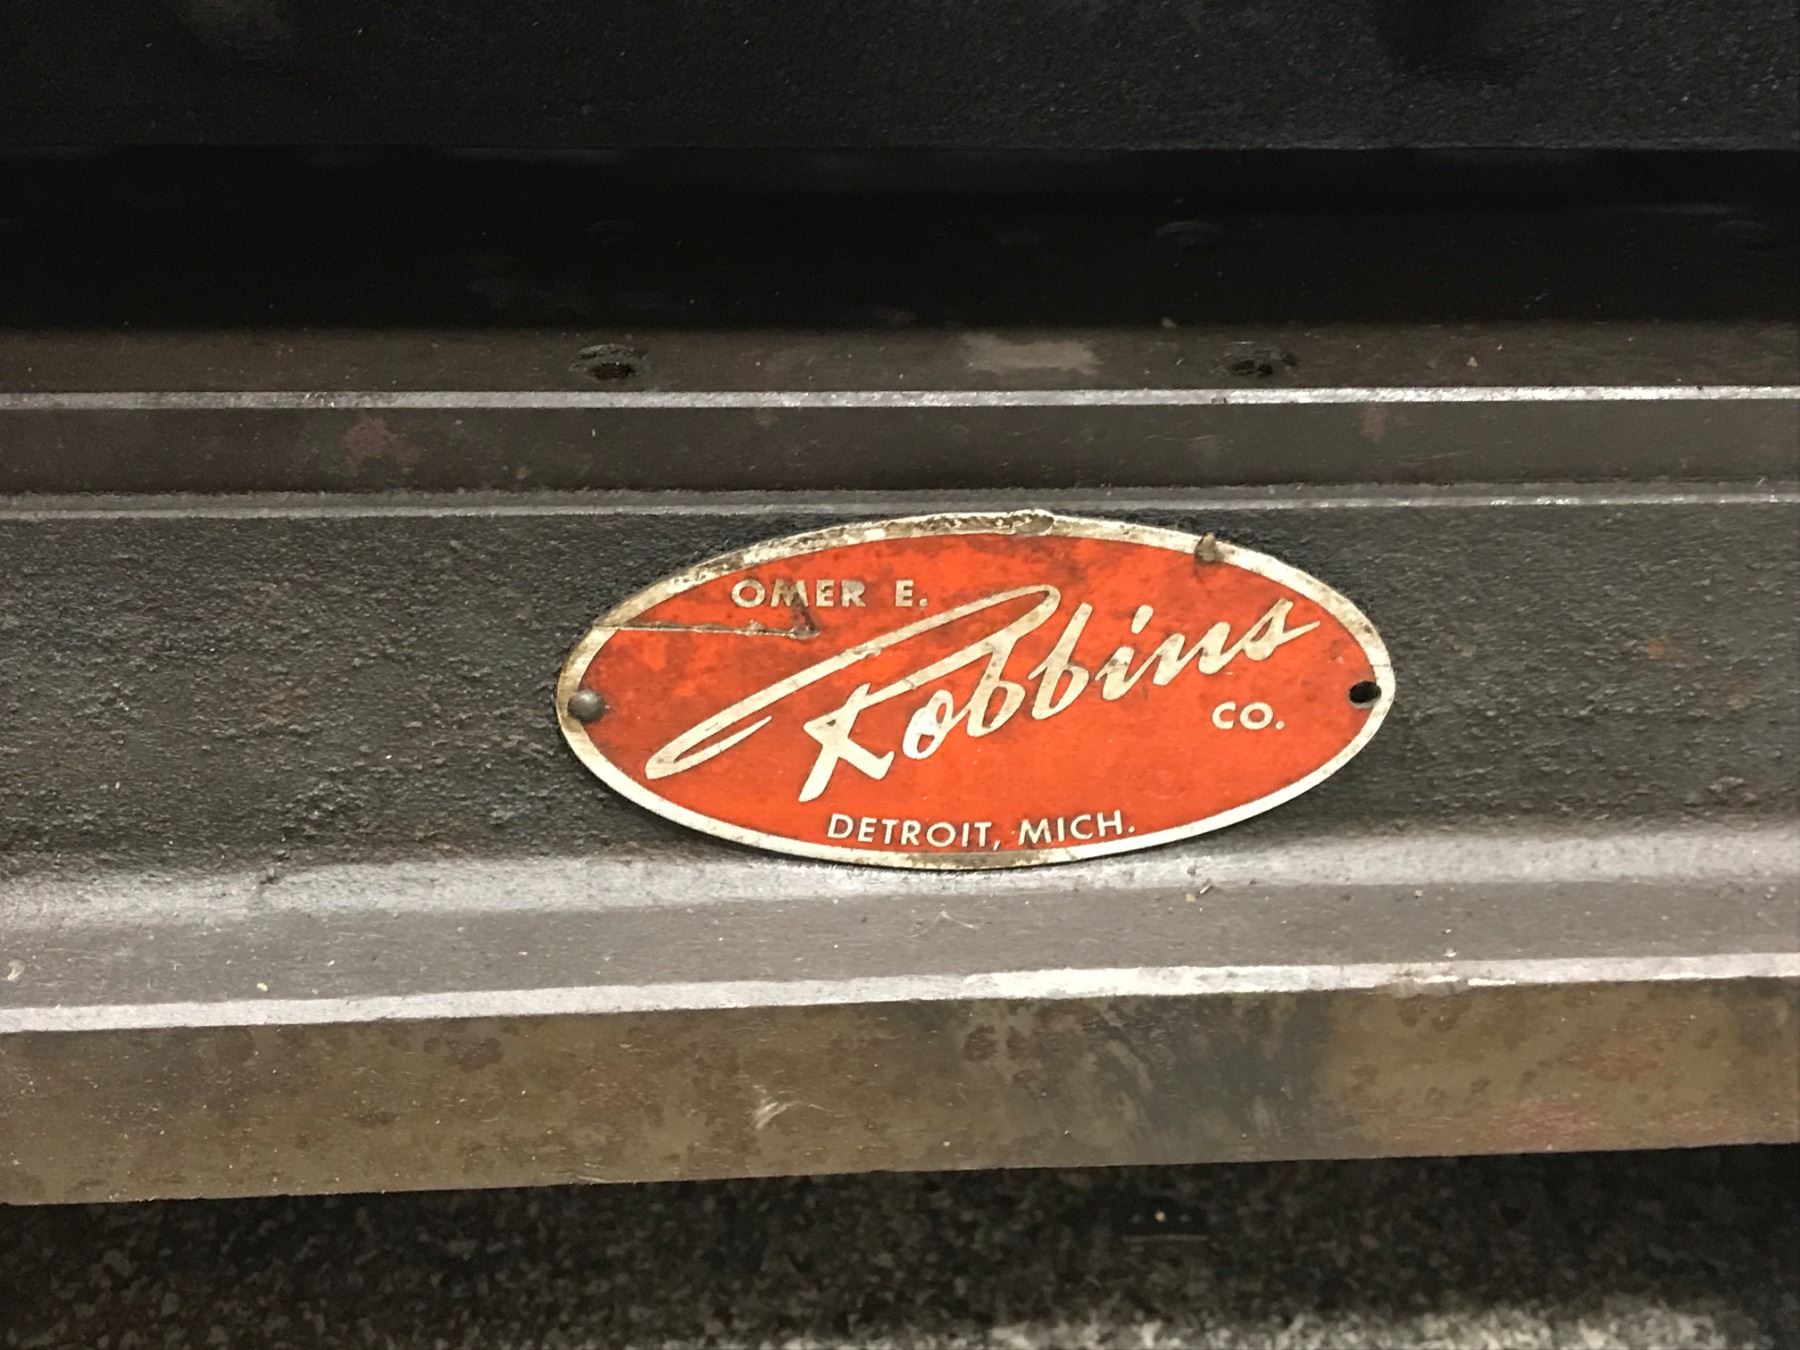 OMER E.
Robbins
CO.
DETROIT, MICH.